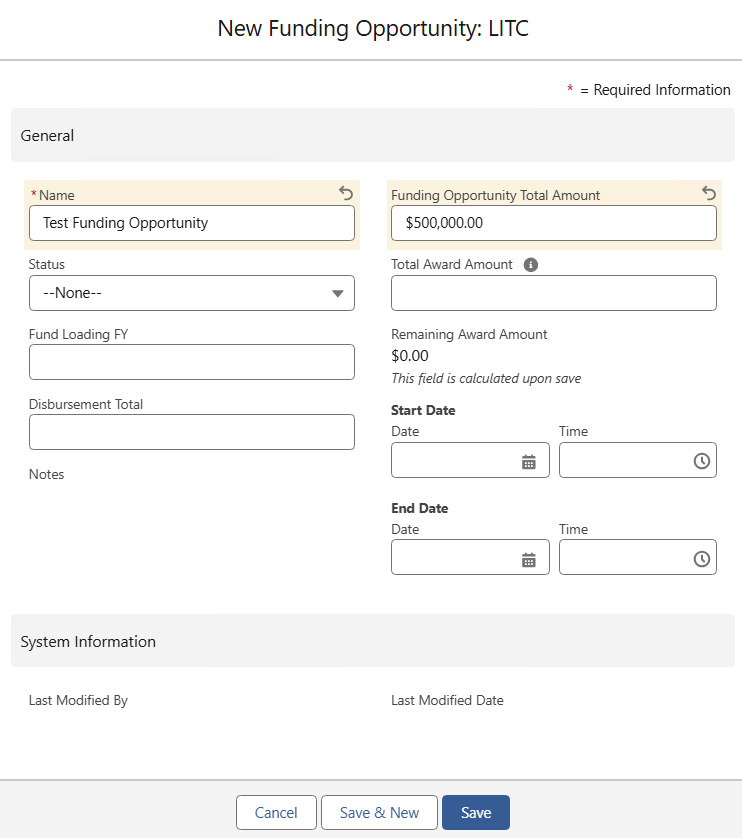 New Funding Opportunity: LITC
* = Required Information
General
* Name
Test Funding Opportunity
Funding Opportunity Total Amount
$500,000.00
Status
--None--
Total Award Amount
Fund Loading FY
Remaining Award Amount
$0.00
This field is calculated upon save
Disbursement Total
Start Date
Date Time
Notes
End Date
Date Time
System Information
Last Modified By
Last Modified Date
Cancel
Save & New
Save